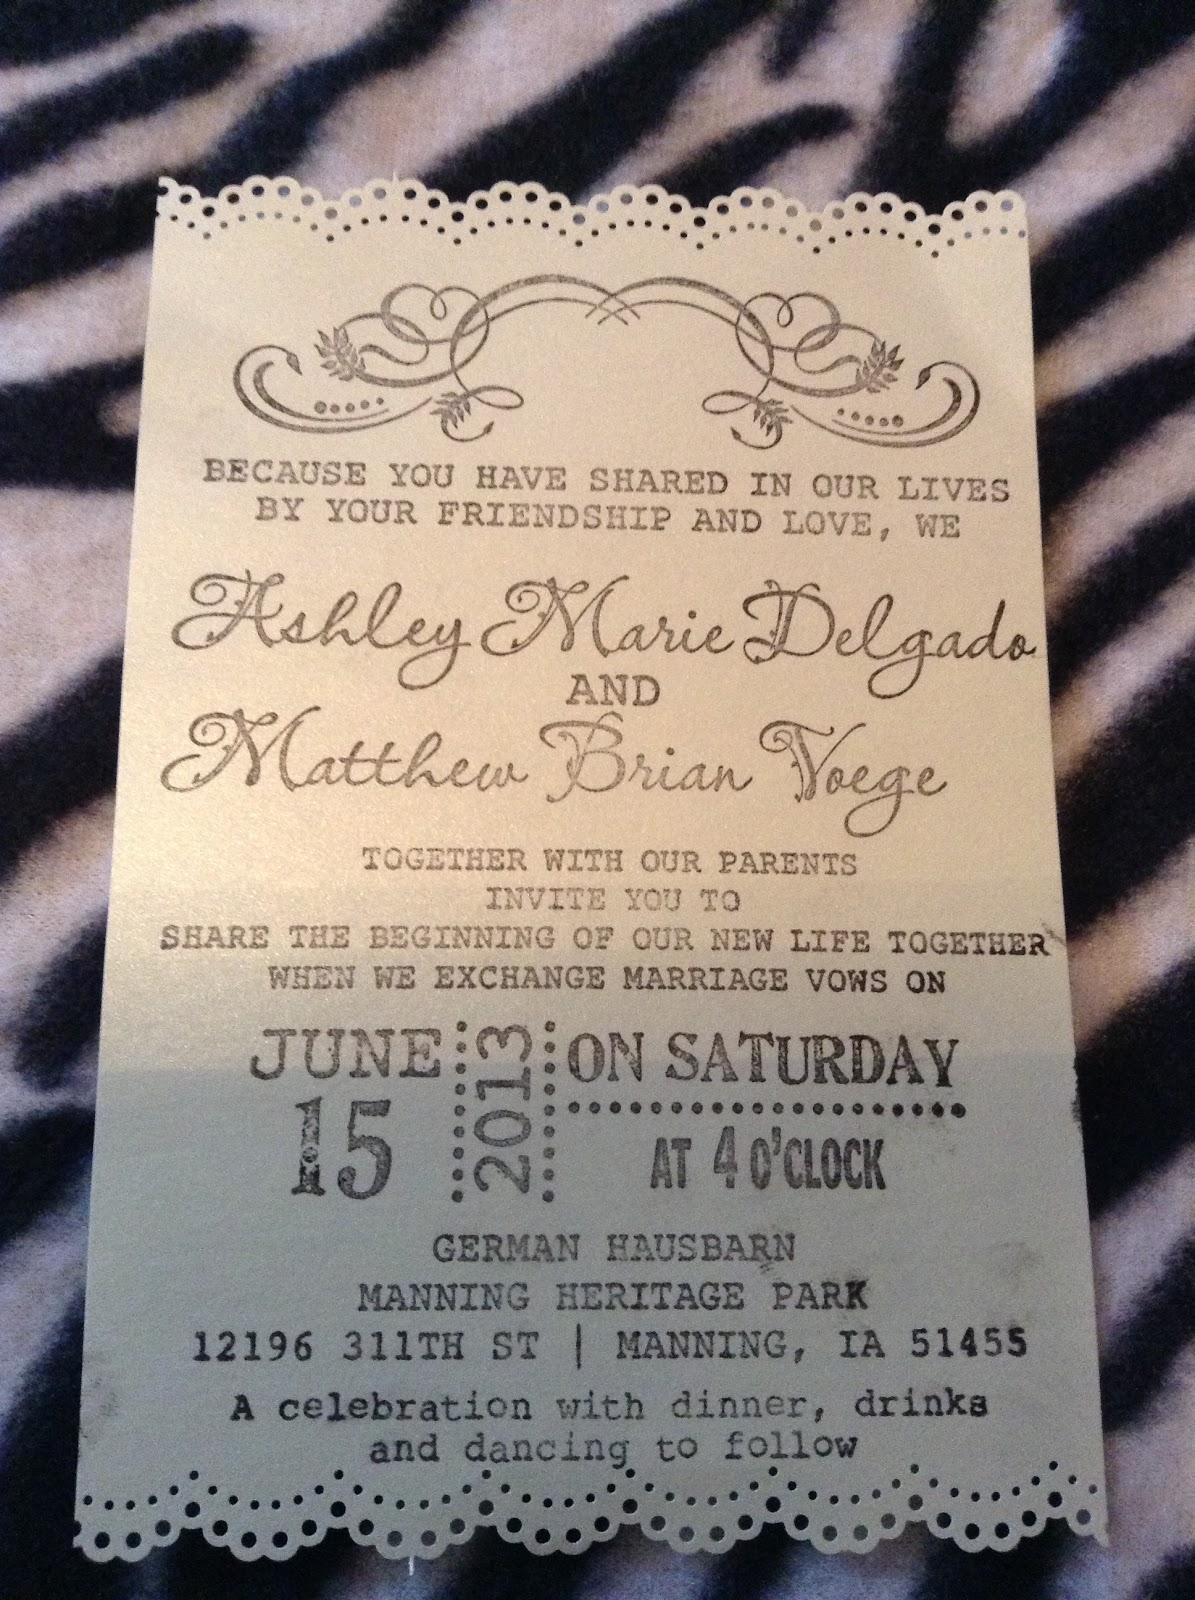 BECAUSE YOU HAVE SHARED IN OUR LIVES
BY YOUR FRIENDSHIP AND LOVE, WE
Ashley Marie Delgado
AND
Matthew Brian Voege
TOGETHER WITH OUR PARENTS
INVITE YOU TO
SHARE THE BEGINNING OF OUR NEW LIFE TOGETHER
WHEN WE EXCHANGE MARRIAGE VOWS ON
JUNE
15
2013
ON SATURDAY
AT 4 O'CLOCK
GERMAN HAUSBARN
MANNING HERITAGE PARK
12196 311TH ST | MANNING, IA 51455
A celebration with dinner, drinks
and dancing to follow